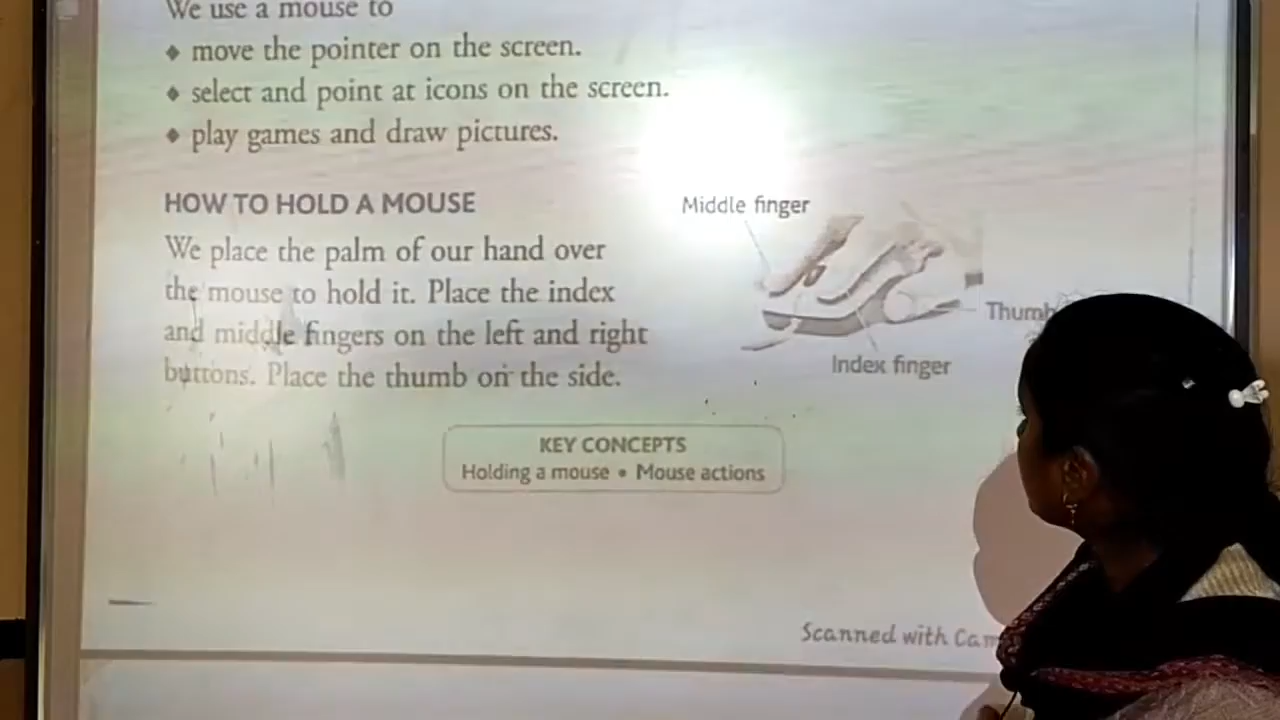 We use a mouse to
◆ move the pointer on the screen.
◆ select and point at icons on the screen.
◆ play games and draw pictures.
HOW TO HOLD A MOUSE
We place the palm of our hand over
the mouse to hold it. Place the index
and middle fingers on the left and right
buttons. Place the thumb on the side.
Middle finger
Thumb
Index finger
KEY CONCEPTS
Holding a mouse • Mouse actions
Scanned with